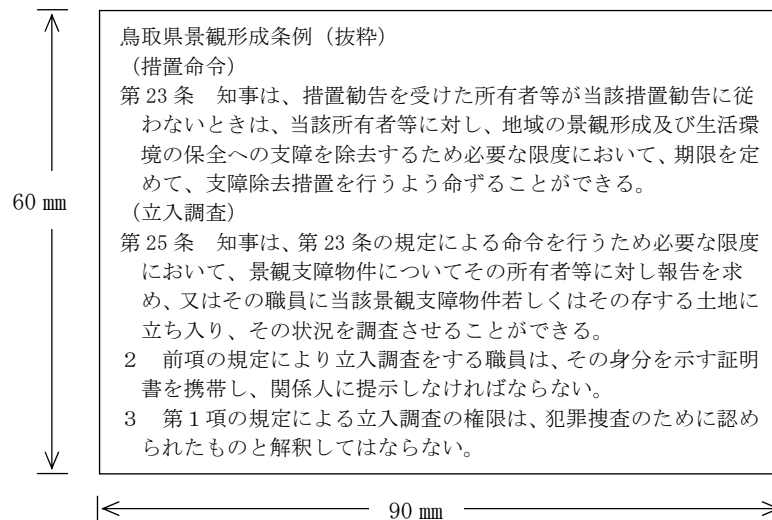 鳥取県景観形成条例（抜粋）
（措置命令）
第23条　知事は、措置勧告を受けた所有者等が当該措置勧告に従
わないときは、当該所有者等に対し、地域の景観形成及び生活環
境の保全への支障を除去するため必要な限度において、期限を定
めて、支障除去措置を行うよう命ずることができる。
（立入調査）
第25条　知事は、第23条の規定による命令を行うため必要な限度
において、景観支障物件についてその所有者等に対し報告を求
め、又はその職員に当該景観支障物件若しくはその存する土地に
立ち入り、その状況を調査させることができる。
２　前項の規定により立入調査をする職員は、その身分を示す証明
書を携帯し、関係人に提示しなければならない。
３　第１項の規定による立入調査の権限は、犯罪捜査のために認め
られたものと解釈してはならない。
60 mm
90 mm